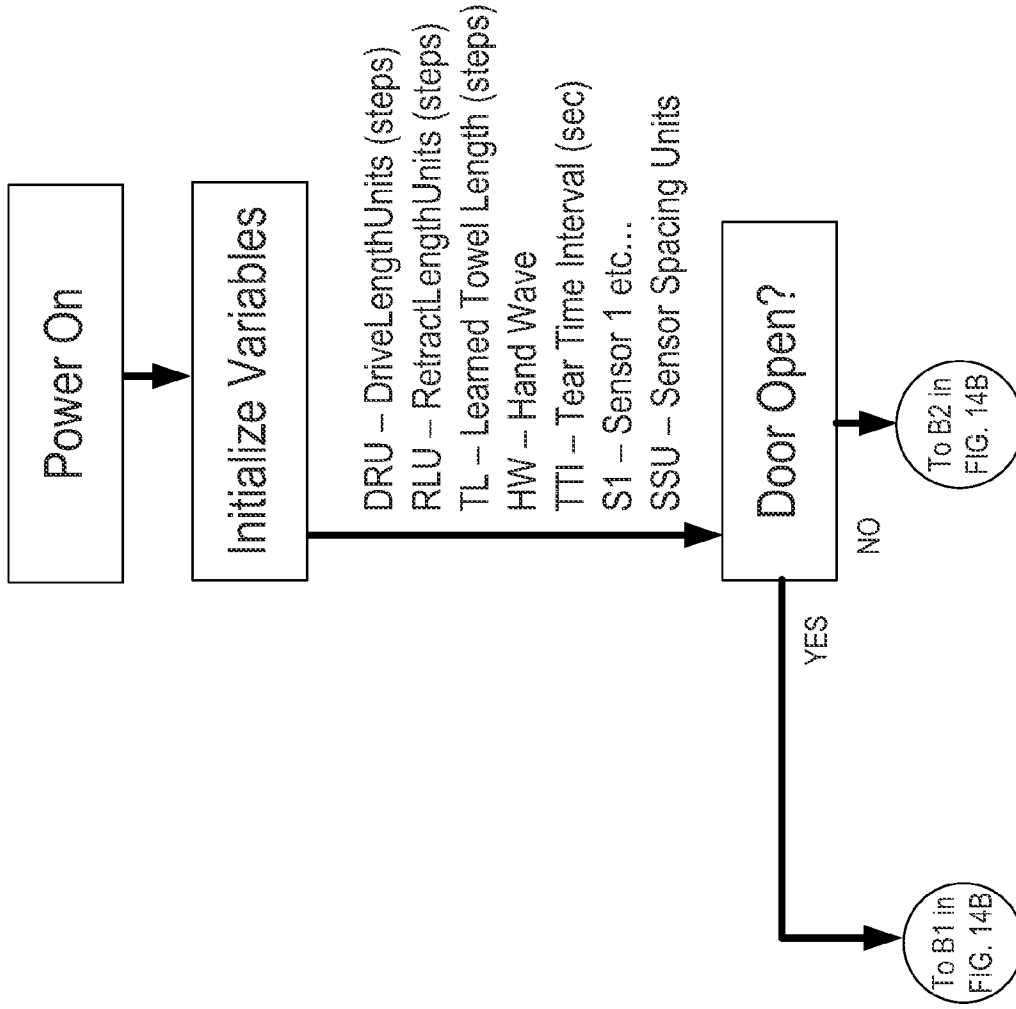 Power On
Initialize Variables
DRU – DriveLengthUnits (steps)
RLU – RetractLengthUnits (steps)
TL – Learned Towel Length (steps)
HW – Hand Wave
TTI – Tear Time Interval (sec)
S1 – Sensor 1 etc...
SSU – Sensor Spacing Units
Door Open?
YES
NO
To B1 in
FIG. 14B
To B2 in
FIG. 14B